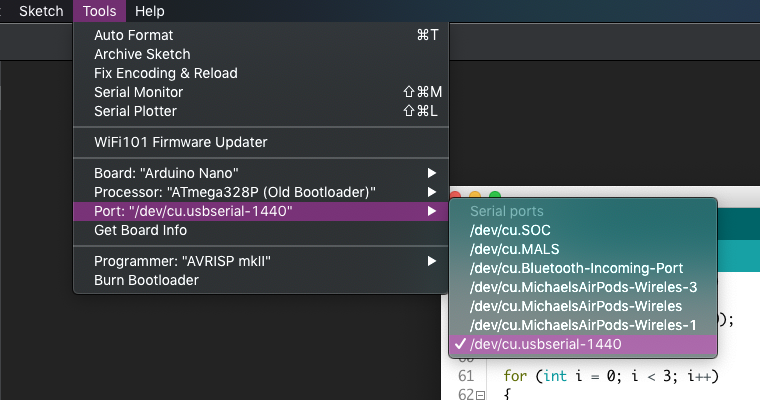 Sketch Tools Help
Auto Format ⌘T
Archive Sketch
Fix Encoding & Reload
Serial Monitor ⇧⌘M
Serial Plotter ⇧⌘L
WiFi101 Firmware Updater
Board: "Arduino Nano" ▶
Processor: "ATmega328P (Old Bootloader)" ▶
Port: "/dev/cu.usbserial-1440" ▶
Get Board Info
Programmer: "AVRISP mkII" ▶
Burn Bootloader
Serial ports
/dev/cu.SOC
/dev/cu.MALS
/dev/cu.Bluetooth-Incoming-Port
/dev/cu.MichaelsAirPods-Wireles-3
/dev/cu.MichaelsAirPods-Wireles
/dev/cu.MichaelsAirPods-Wireles-1
✓ /dev/cu.usbserial-1440
);
61 for (int i = 0; i < 3; i++)
62 {